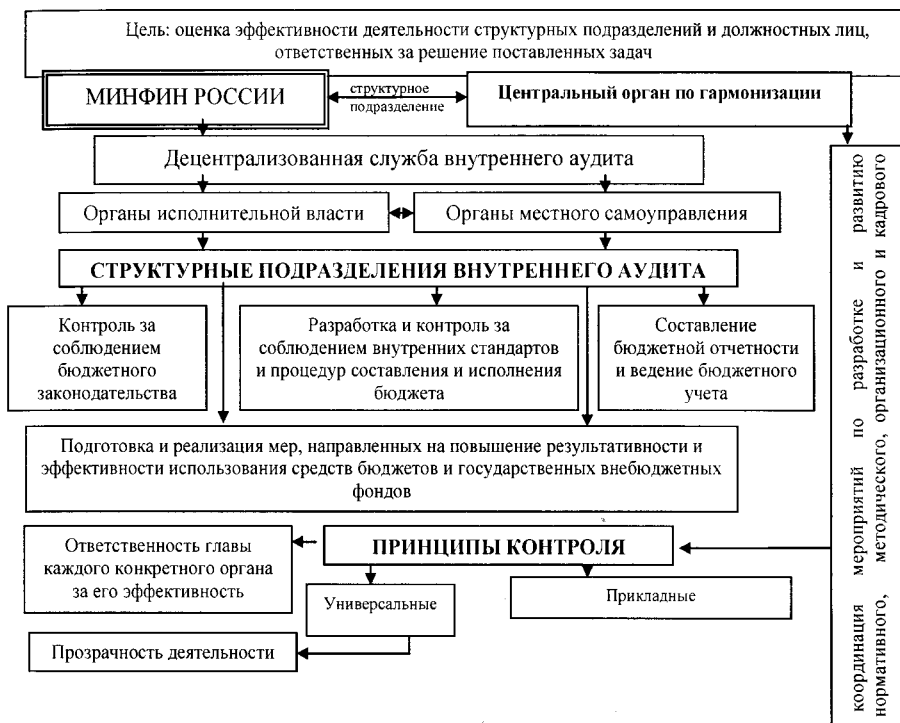 Цель: оценка эффективности деятельности структурных подразделений и должностных лиц,
ответственных за решение поставленных задач
МИНФИН РОССИИ
структурное
подразделение
Центральный орган по гармонизации
Децентрализованная служба внутреннего аудита
Органы исполнительной власти
Органы местного самоуправления
СТРУКТУРНЫЕ ПОДРАЗДЕЛЕНИЯ ВНУТРЕННЕГО АУДИТА
Контроль за
соблюдением
бюджетного
законодательства
Разработка и контроль за
соблюдением внутренних стандартов
и процедур составления и исполнения
бюджета
Составление
бюджетной отчетности
и ведение бюджетного
учета
Подготовка и реализация мер, направленных на повышение результативности и
эффективности использования средств бюджетов и государственных внебюджетных
фондов
Ответственность главы
каждого конкретного органа
за его эффективность
ПРИНЦИПЫ КОНТРОЛЯ
Универсальные
Прикладные
Прозрачность деятельности
координация мероприятий по разработке и развитию
нормативного, методического, организационного и кадрового